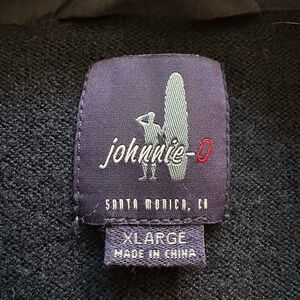 johnnie-O
SANTA MONICA, CA
XLARGE
MADE IN CHINA